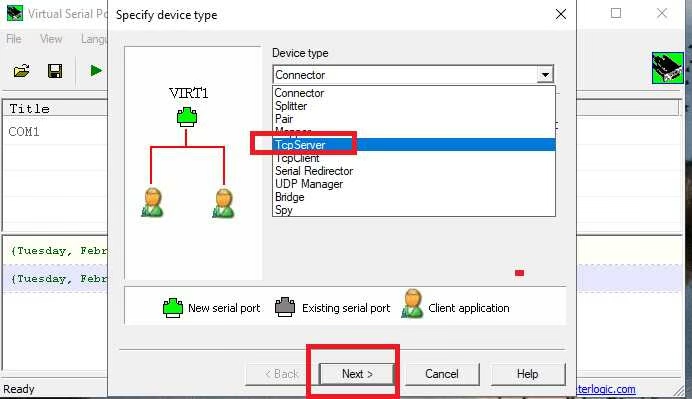 Virtual Serial Por
Specify device type
File View Langu
Device type
Connector
VIRT1
Connector
Splitter
Pair
Mapper
TcpServer
TcpClient
Serial Redirector
UDP Manager
Bridge
Spy
Title
COM1
{Tuesday, Febr
{Tuesday, Febr
New serial port
Existing serial port
Client application
< Back
Next >
Cancel
Help
Ready
eterlogic.com